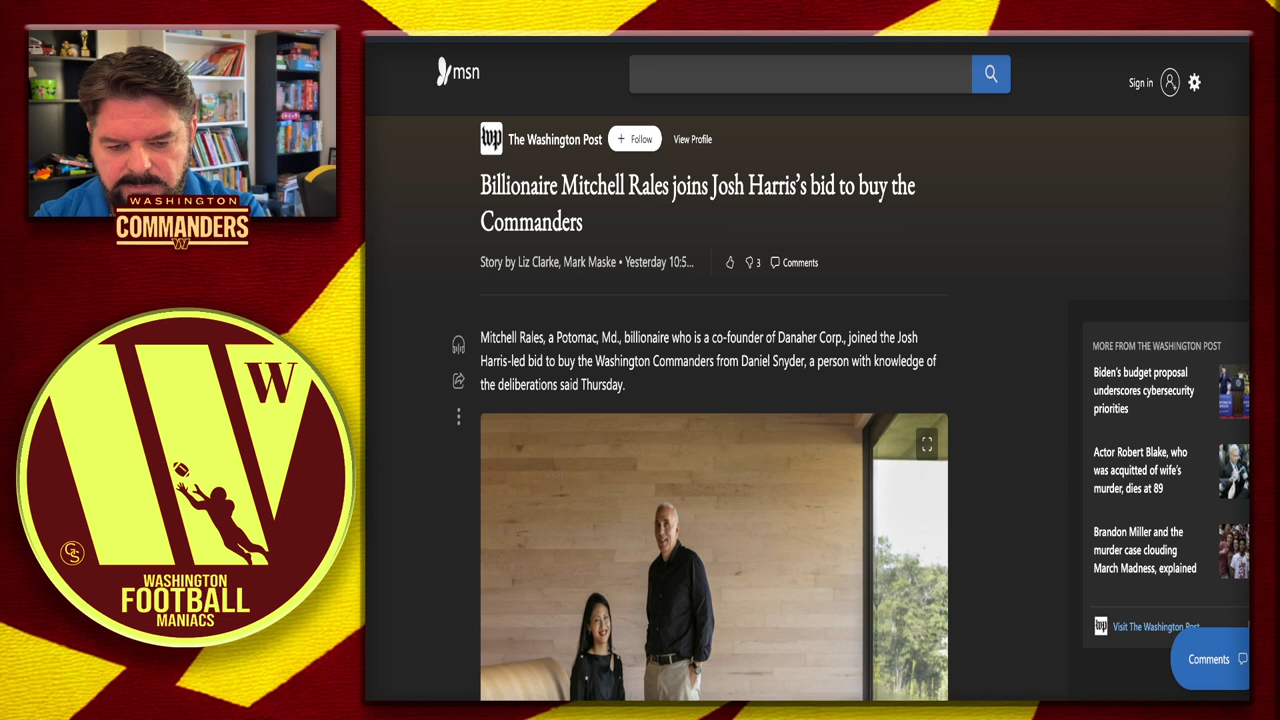 WASHINGTON
COMMANDERS
W
W
WASHINGTON
FOOTBALL
MANIACS
msn
Sign in
wp The Washington Post + Follow View Profile
Billionaire Mitchell Rales joins Josh Harris's bid to buy the
Commanders
Story by Liz Clarke, Mark Maske • Yesterday 10:5... 3 Comments
Mitchell Rales, a Potomac, Md., billionaire who is a co-founder of Danaher Corp., joined the Josh
Harris-led bid to buy the Washington Commanders from Daniel Snyder, a person with knowledge of
the deliberations said Thursday.
MORE FROM THE WASHINGTON POST
Biden's budget proposal
underscores cybersecurity
priorities
Actor Robert Blake, who
was acquitted of wife's
murder, dies at 89
Brandon Miller and the
murder case clouding
March Madness, explained
wp Visit The Washington Post
Comments